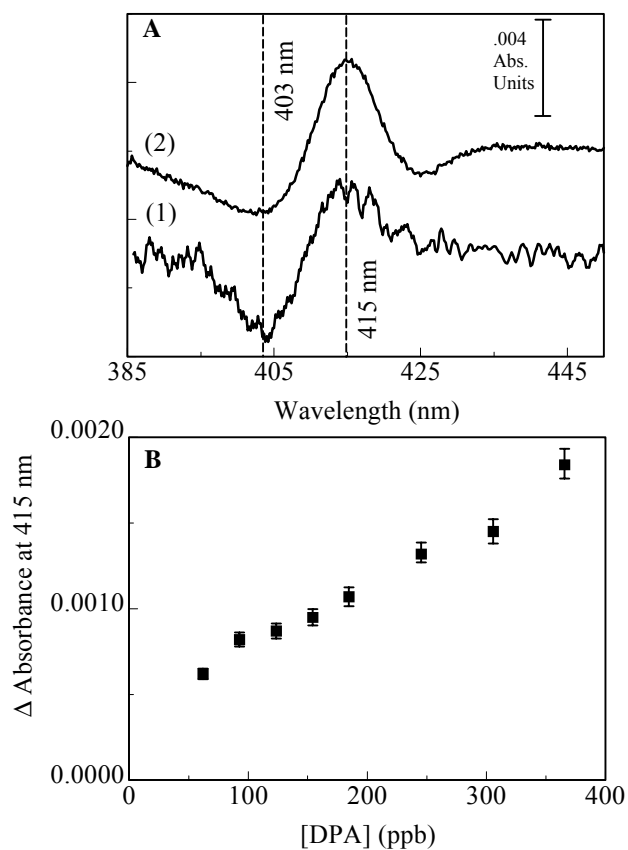 A
.004
Abs.
Units
403 nm
(2)
(1)
415 nm
385
405
425
445
Wavelength (nm)
B
0.0020
0.0010
0.0000
Δ Absorbance at 415 nm
0
100
200
300
400
[DPA] (ppb)